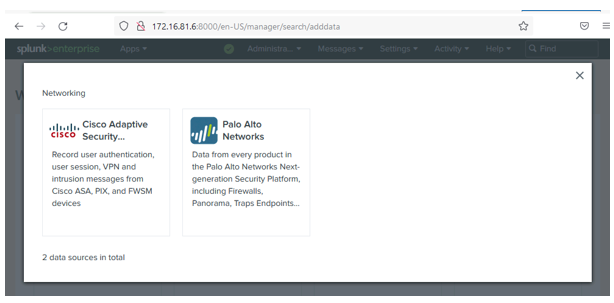 172.16.81.6:8000/en-US/manager/search/adddata
splunk>enterprise Apps Administra... Messages Settings Activity Help Find
Networking
cisco
Cisco Adaptive
Security...
Record user authentication,
user session, VPN and
intrusion messages from
Cisco ASA, PIX, and FWSM
devices
Palo Alto
Networks
Data from every product in
the Palo Alto Networks Next-
generation Security Platform,
including Firewalls,
Panorama, Traps Endpoints...
2 data sources in total